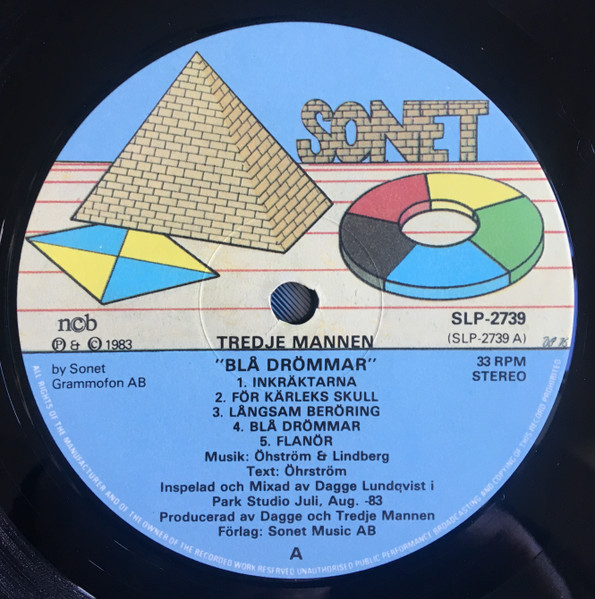 SONET
ncb
Ⓟ & © 1983
by Sonet
Grammofon AB
SLP-2739
(SLP-2739 A)
33 RPM
STEREO
TREDJE MANNEN
"BLÅ DRÖMMAR"
1. INKRÄKTARNA
2. FÖR KÄRLEKS SKULL
3. LÅNGSAM BERÖRING
4. BLÅ DRÖMMAR
5. FLANÖR
Musik: Öhström & Lindberg
Text: Öhrström
Inspelad och Mixad av Dagge Lundqvist i
Park Studio Juli, Aug. -83
Producerad av Dagge och Tredje Mannen
Förlag: Sonet Music AB
A
ALL RIGHTS OF THE MANUFACTURER AND OF THE OWNER OF THE RECORDED WORK RESERVED UNAUTHORISED PUBLIC PERFORMANCE BROADCASTING AND COPYING OF THIS RECORD PROHIBITED